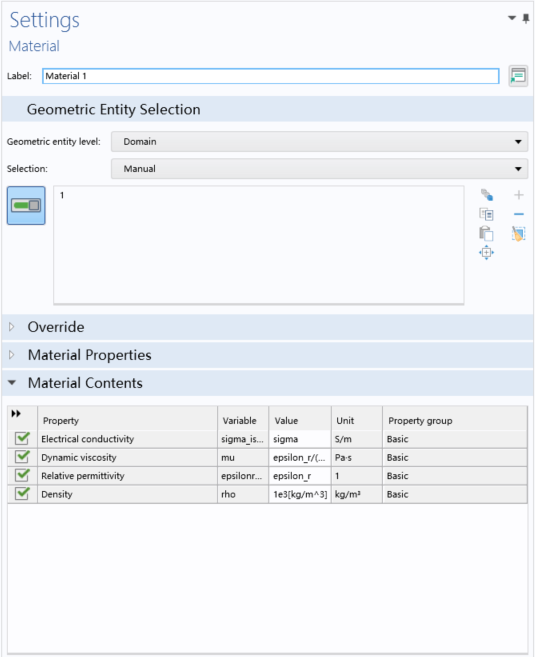 Settings
Material
Label: Material 1
Geometric Entity Selection
Geometric entity level: Domain
Selection: Manual
1
Override
Material Properties
Material Contents
Property Variable Value Unit Property group
Electrical conductivity sigma_is... sigma S/m Basic
Dynamic viscosity mu epsilon_r/(... Pa·s Basic
Relative permittivity epsilonr... epsilon_r 1 Basic
Density rho 1e3[kg/m^3] kg/m³ Basic